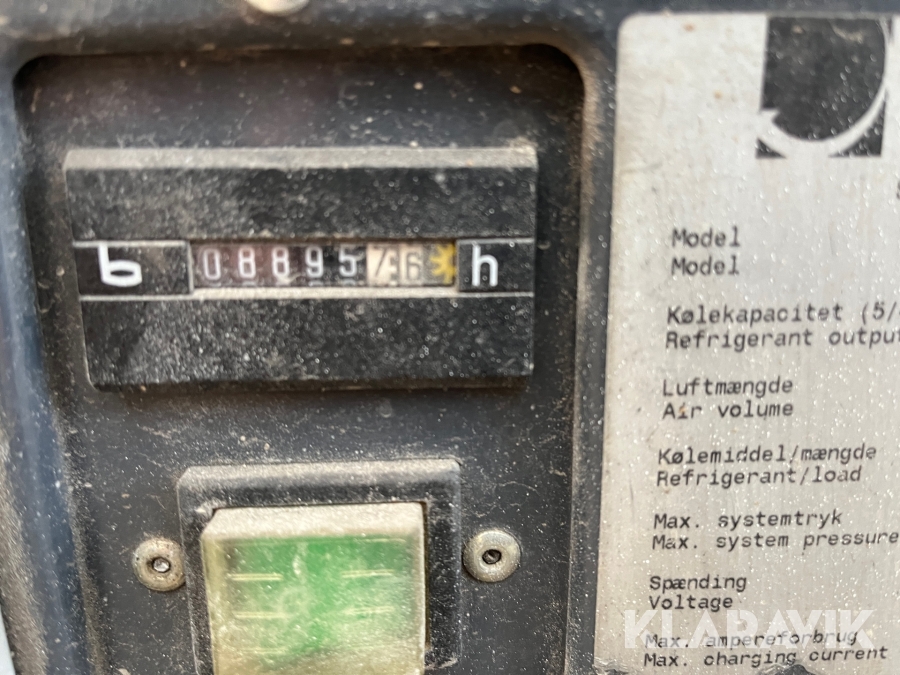 0889576 h
Model
Model
Kølekapacitet (5/
Refrigerant output
Luftmængde
Air volume
Kølemiddel/mængde
Refrigerant/load
Max. systemtryk
Max. system pressure
Spænding
Voltage
Max. ampereforbrug
Max. charging current
KLARAVIK